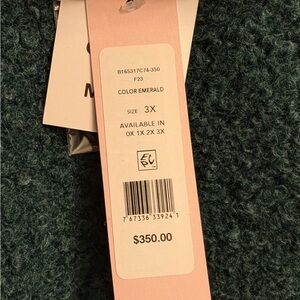 B165317C74-350
F23
COLOR EMERALD
SIZE 3X
AVAILABLE IN
0X 1X 2X 3X
7 67336 33924 1
$350.00